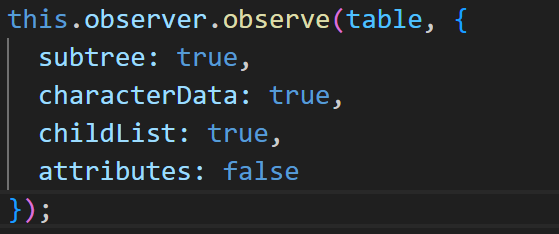 this.observer.observe(table, {
subtree: true,
characterData: true,
childList: true,
attributes: false
});